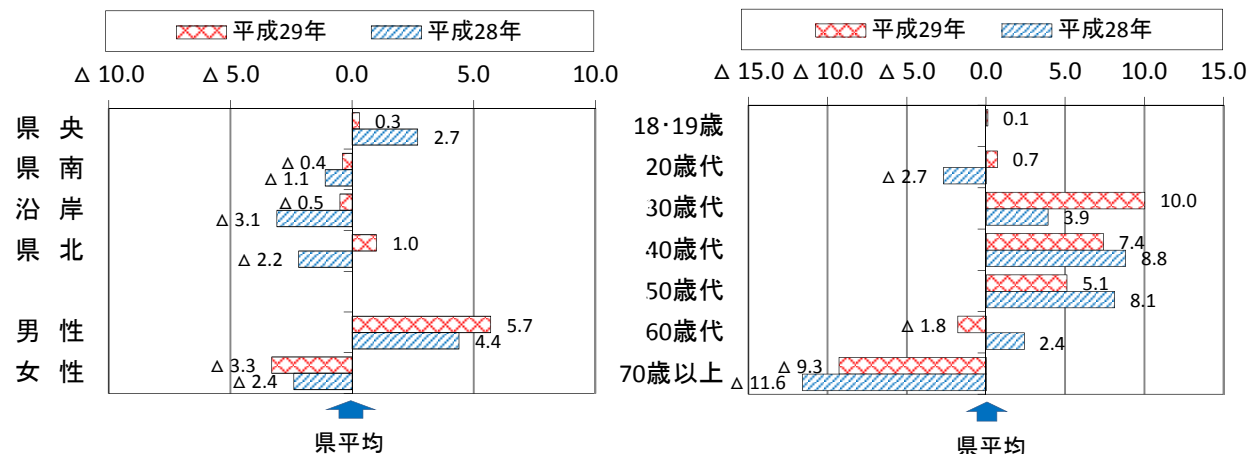 平成29年 平成28年
△ 10.0 △ 5.0 0.0 5.0 10.0
県 央 0.3
2.7
県 南 △ 0.4
△ 1.1
沿 岸 △ 0.5
△ 3.1
県 北 1.0
△ 2.2
男 性 5.7
4.4
女 性 △ 3.3
△ 2.4
県平均
平成29年 平成28年
△ 15.0 △ 10.0 △ 5.0 0.0 5.0 10.0 15.0
18・19歳 0.1
20歳代 0.7
△ 2.7
30歳代 10.0
3.9
40歳代 7.4
8.8
50歳代 5.1
8.1
60歳代 △ 1.8
2.4
70歳以上 △ 9.3
△ 11.6
県平均